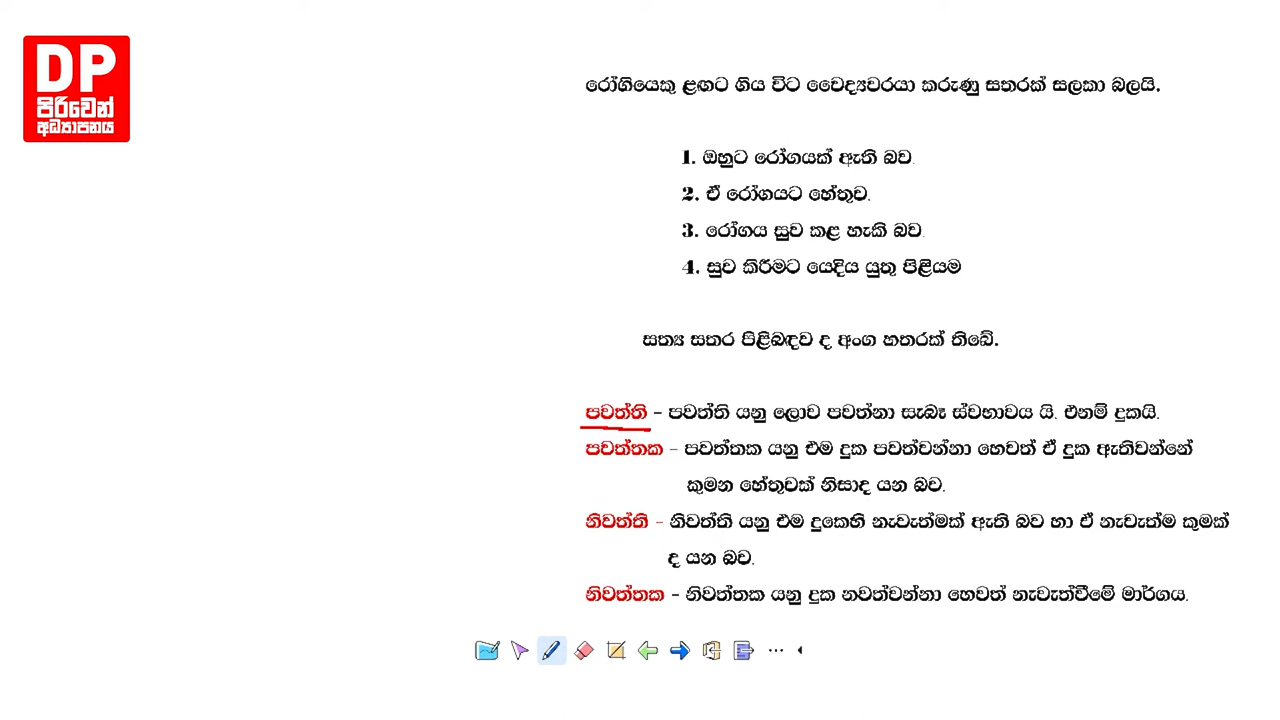 DP
පිරිවෙන්
අධ්‍යාපනය
රෝගියෙකු ළඟට ගිය විට වෛද්‍යවරයා කරුණු සතරක් සලකා බලයි.
1. ඔහුට රෝගයක් ඇති බව.
2. ඒ රෝගයට හේතුව.
3. රෝගය සුව කළ හැකි බව.
4. සුව කිරීමට යෙදිය යුතු පිළියම
සත්‍ය සතර පිළිබඳව ද අංග හතරක් තිබේ.
පවත්ති – පවත්ති යනු ලොව පවත්නා සැබෑ ස්වභාවය යි. එනම් දුකයි.
පවත්තක – පවත්තක යනු එම දුක පවත්වන්නා හෙවත් ඒ දුක ඇතිවන්නේ
කුමන හේතුවක් නිසාද යන බව.
නිවත්ති – නිවත්ති යනු එම දුකෙහි නැවැත්මක් ඇති බව හා ඒ නැවැත්ම කුමක්
ද යන බව.
නිවත්තක – නිවත්තක යනු දුක නවත්වන්නා හෙවත් නැවැත්වීමේ මාර්ගය.